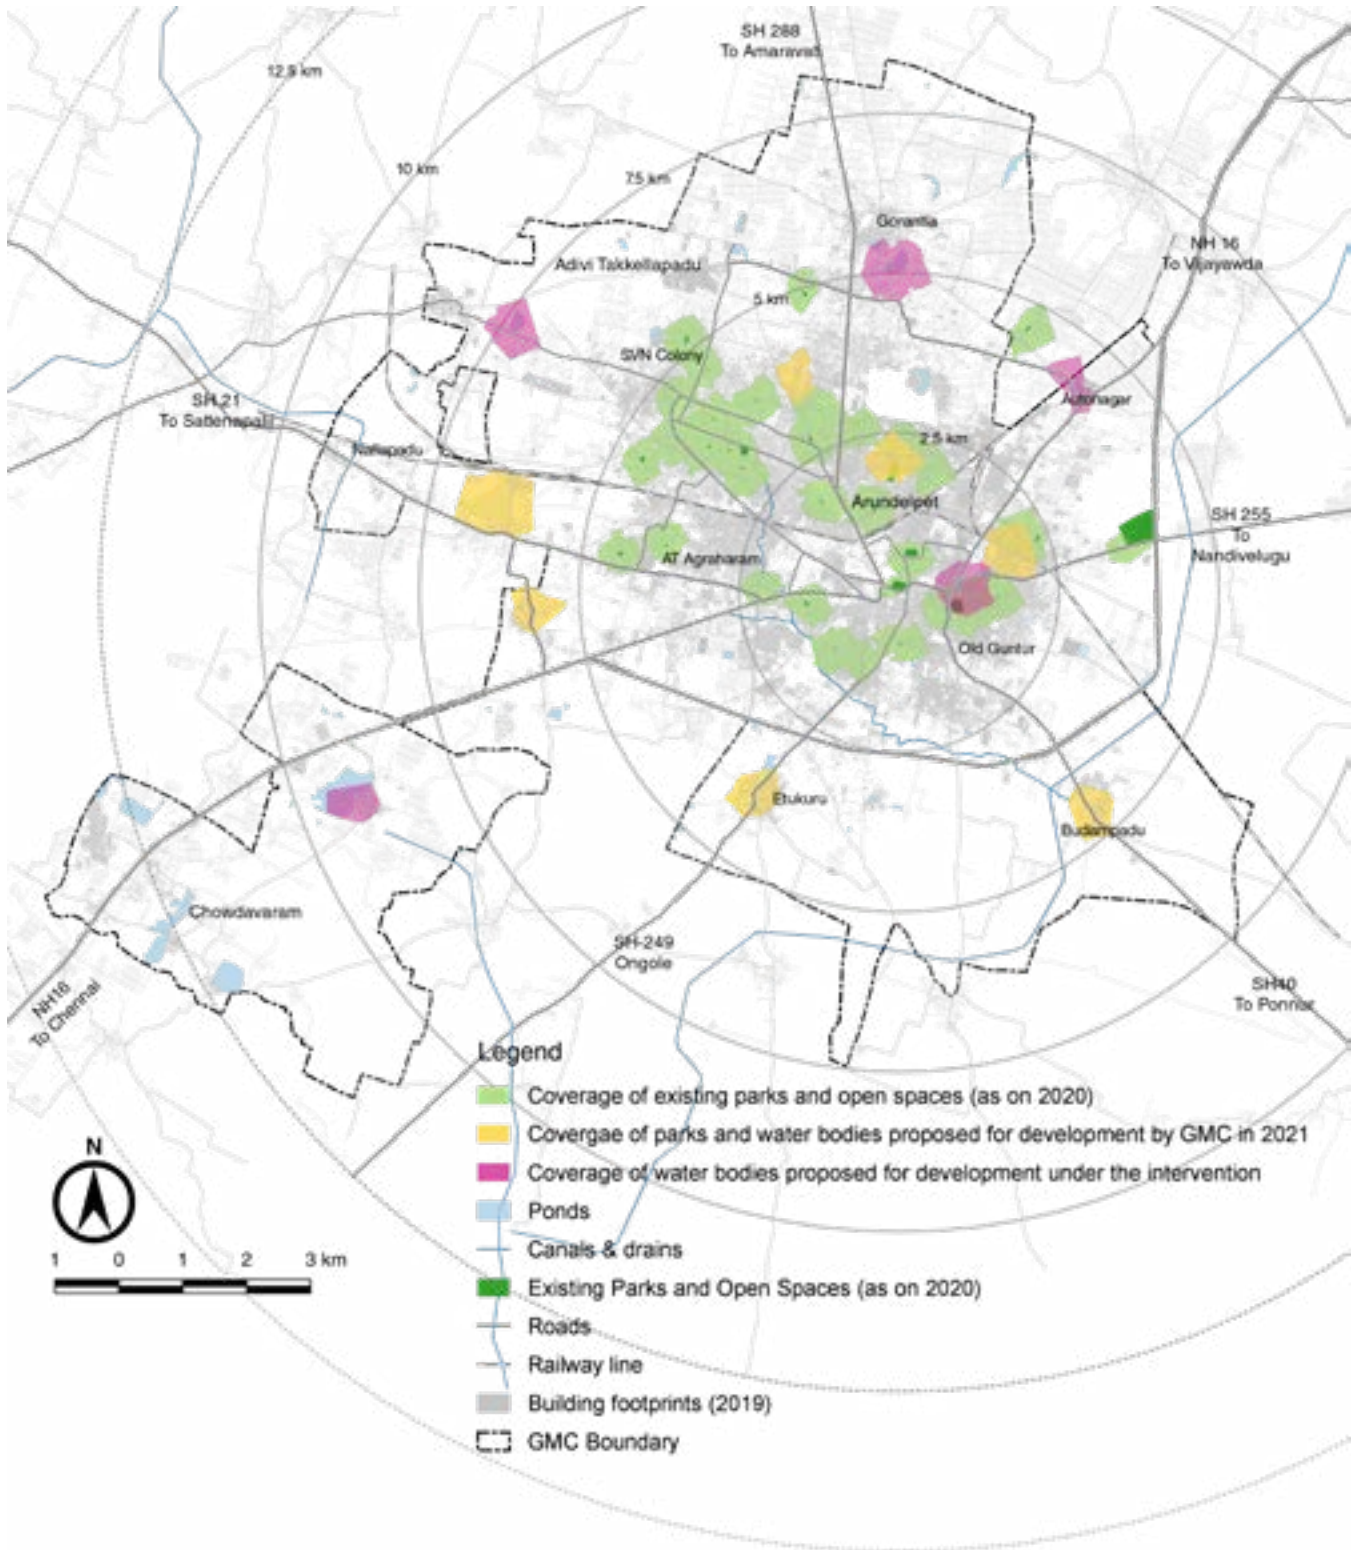 SH 288
To Amaravati
12.5 km
10 km
7.5 km
Gorantla
NH 16
To Vijayawda
Adivi Takkellapadu
5 km
SVN Colony
Autonagar
SH 21
To Sattenapalli
2.5 km
Nallapadu
Arundelpet
SH 255
To
Nandivelugu
AT Agraharam
Old Guntur
Etukuru
Budampadu
Chowdavaram
SH-249
Ongole
SH40
To Ponnur
NH16
To Chennai
Legend
Coverage of existing parks and open spaces (as on 2020)
Covergae of parks and water bodies proposed for development by GMC in 2021
Coverage of water bodies proposed for development under the intervention
Ponds
Canals & drains
Existing Parks and Open Spaces (as on 2020)
Roads
Railway line
Building footprints (2019)
GMC Boundary
N
1 0 1 2 3 km